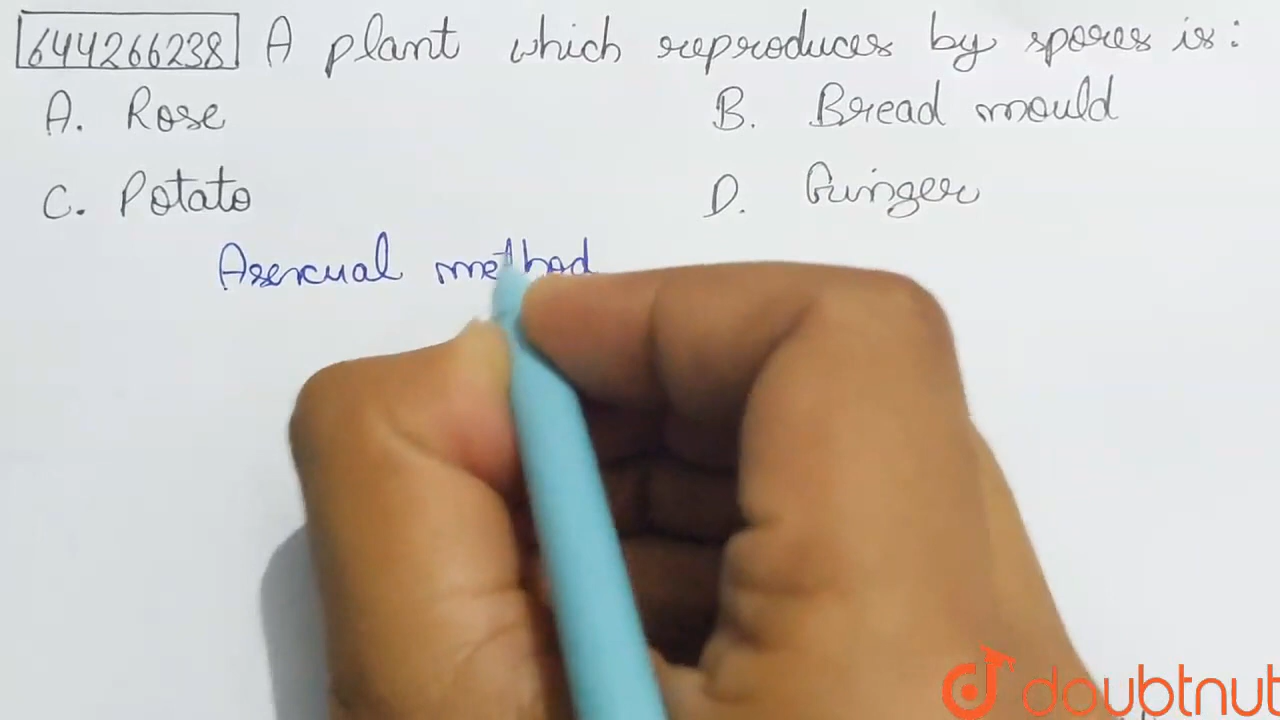 644266238 A plant which reproduces by spores is:
A. Rose B. Bread mould
C. Potato D. Ginger
Asexual method
doubtnut